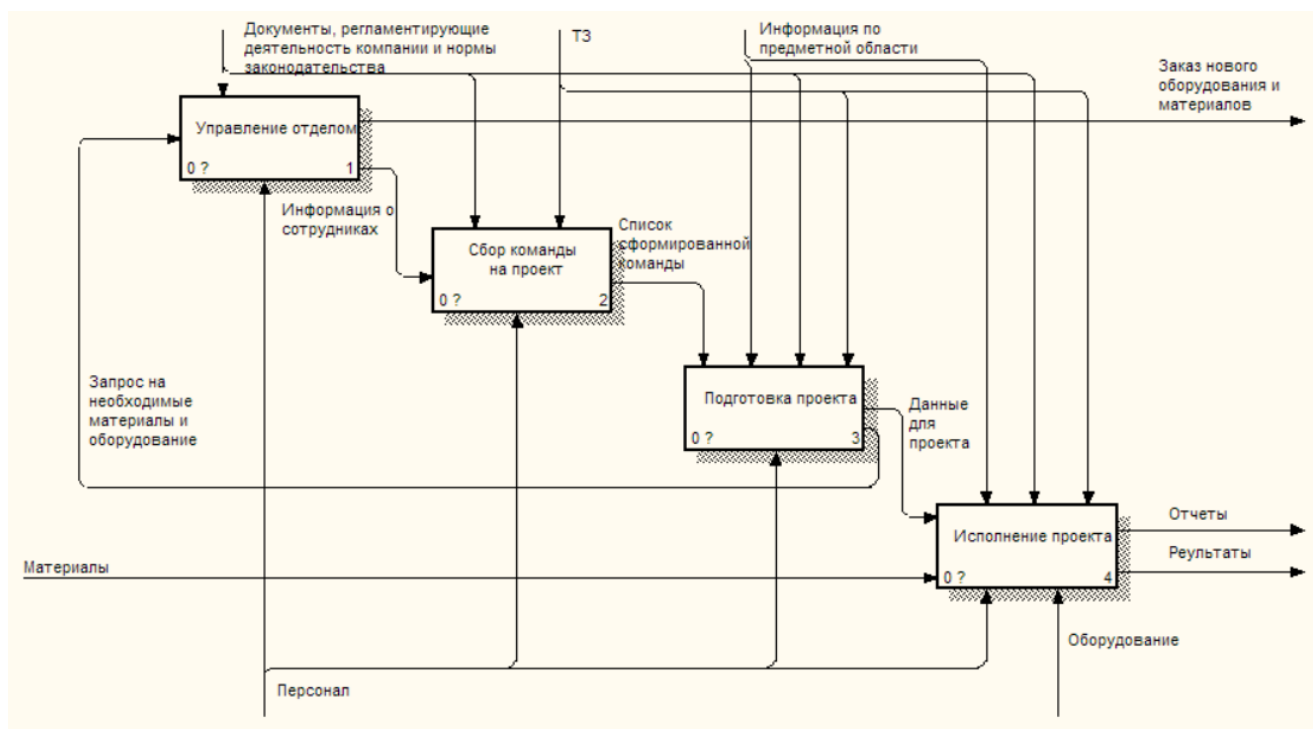 Документы, регламентирующие
деятельность компании и нормы
законодательства
ТЗ
Информация по
предметной области
Заказ нового
оборудования и
материалов
Управление отделом
0 ?
1
Информация о
сотрудниках
Сбор команды
на проект
0 ?
2
Список
сформированной
команды
Запрос на
необходимые
материалы и
оборудование
Подготовка проекта
0 ?
3
Данные
для
проекта
Исполнение проекта
0 ?
4
Отчеты
Реультаты
Материалы
Оборудование
Персонал